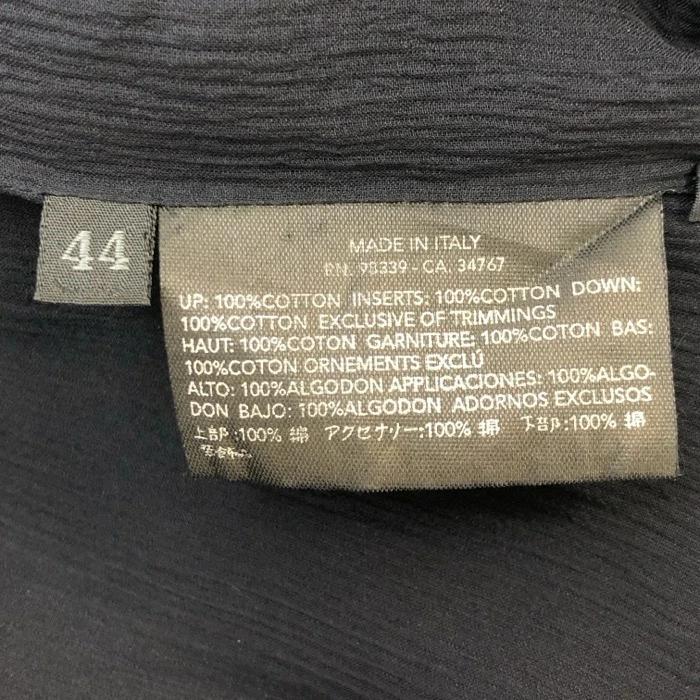 44
MADE IN ITALY
RN. 98339 - CA. 34767
UP: 100%COTTON INSERTS: 100%COTTON DOWN:
100%COTTON EXCLUSIVE OF TRIMMINGS
HAUT: 100%COTON GARNITURE: 100%COTON BAS:
100%COTON ORNEMENTS EXCLÚ
ALTO: 100%ALGODON APPLICACIONES: 100%ALGO-
DON BAJO: 100%ALGODON ADORNOS EXCLUSOS
上部:100% 綿 アクセサリー:100% 綿 下部:100% 綿